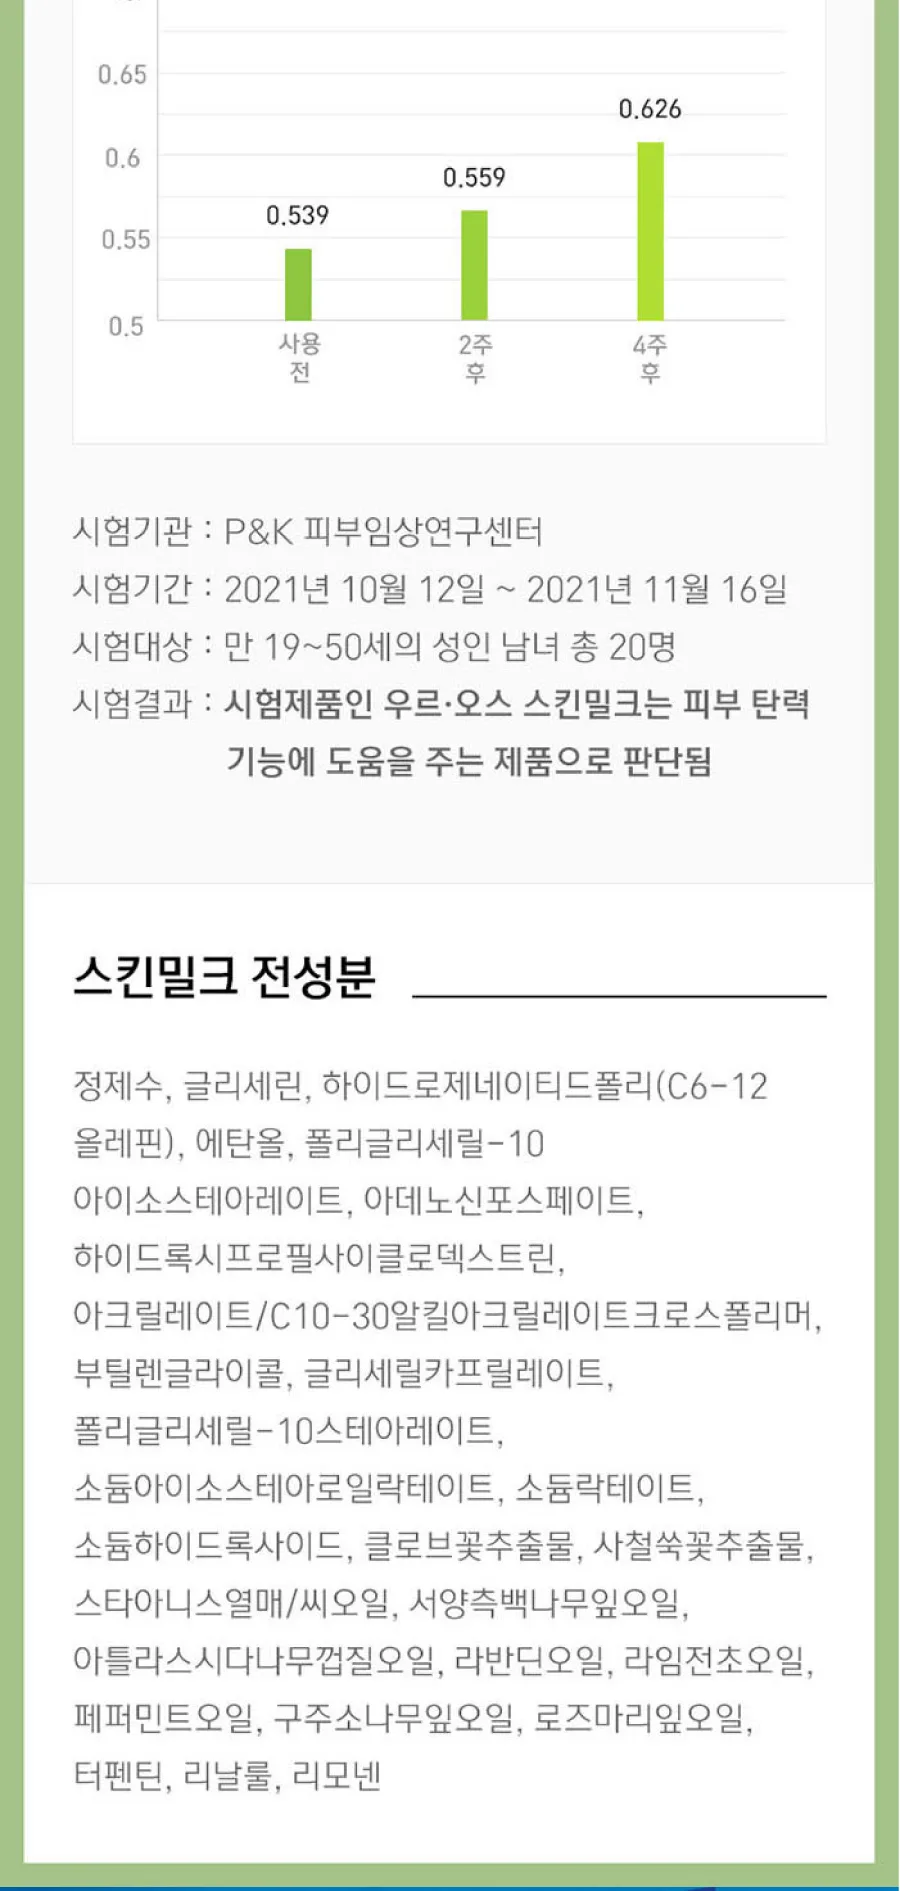 0.65
0.626
0.6
0.559
0.539
0.55
0.5
사용
전
2주
후
4주
후
시험기관 : P&K 피부임상연구센터
시험기간 : 2021년 10월 12일 ~ 2021년 11월 16일
시험대상 : 만 19~50세의 성인 남녀 총 20명
시험결과 : 시험제품인 우르·오스 스킨밀크는 피부 탄력
기능에 도움을 주는 제품으로 판단됨
스킨밀크 전성분
정제수, 글리세린, 하이드로제네이티드폴리(C6-12
올레핀), 에탄올, 폴리글리세릴-10
아이소스테아레이트, 아데노신포스페이트,
하이드록시프로필사이클로덱스트린,
아크릴레이트/C10-30알킬아크릴레이트크로스폴리머,
부틸렌글라이콜, 글리세릴카프릴레이트,
폴리글리세릴-10스테아레이트,
소듐아이소스테아로일락테이트, 소듐락테이트,
소듐하이드록사이드, 클로브꽃추출물, 사철쑥꽃추출물,
스타아니스열매/씨오일, 서양측백나무잎오일,
아틀라스시다나무껍질오일, 라반딘오일, 라임전초오일,
페퍼민트오일, 구주소나무잎오일, 로즈마리잎오일,
터펜틴, 리날룰, 리모넨